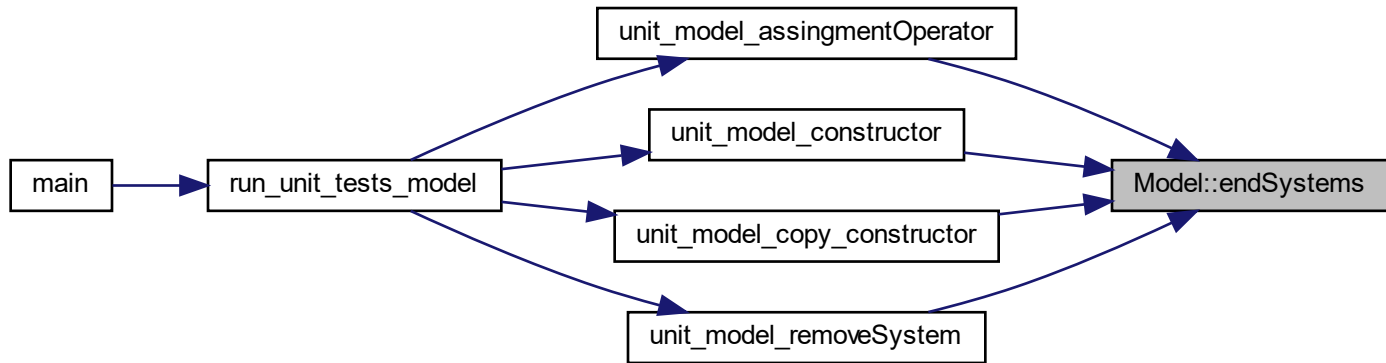 unit_model_assingmentOperator
unit_model_constructor
main
run_unit_tests_model
Model::endSystems
unit_model_copy_constructor
unit_model_removeSystem